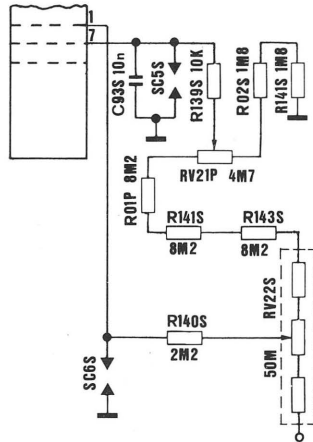 1
7
C93S 10n
SC5S
R139S 10K
R02S 1M8
R141S 1M8
RV21P 4M7
R01P 8M2
R141S
8M2
R143S
8M2
RV22S
50M
R140S
2M2
SC6S